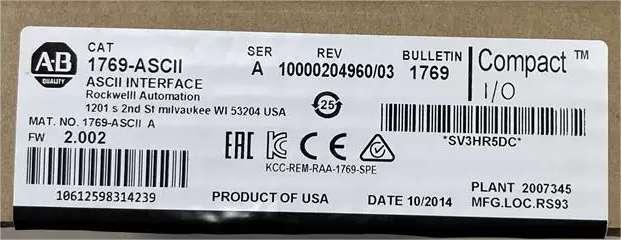 A-B
QUALITY
CAT
1769-ASCII
ASCII INTERFACE
Rockwelll Automation
1201 s 2nd St milvaukee WI 53204 USA
MAT. NO. 1769-ASCII A
FW 2.002
10612598314239
SER
A
REV
10000204960/03
BULLETIN
1769
Compact ™
I/O
25
*SV3HR5DC*
EAC
CE
KCC-REM-RAA-1769-SPE
PRODUCT OF USA
DATE 10/2014
PLANT 2007345
MFG.LOC.RS93